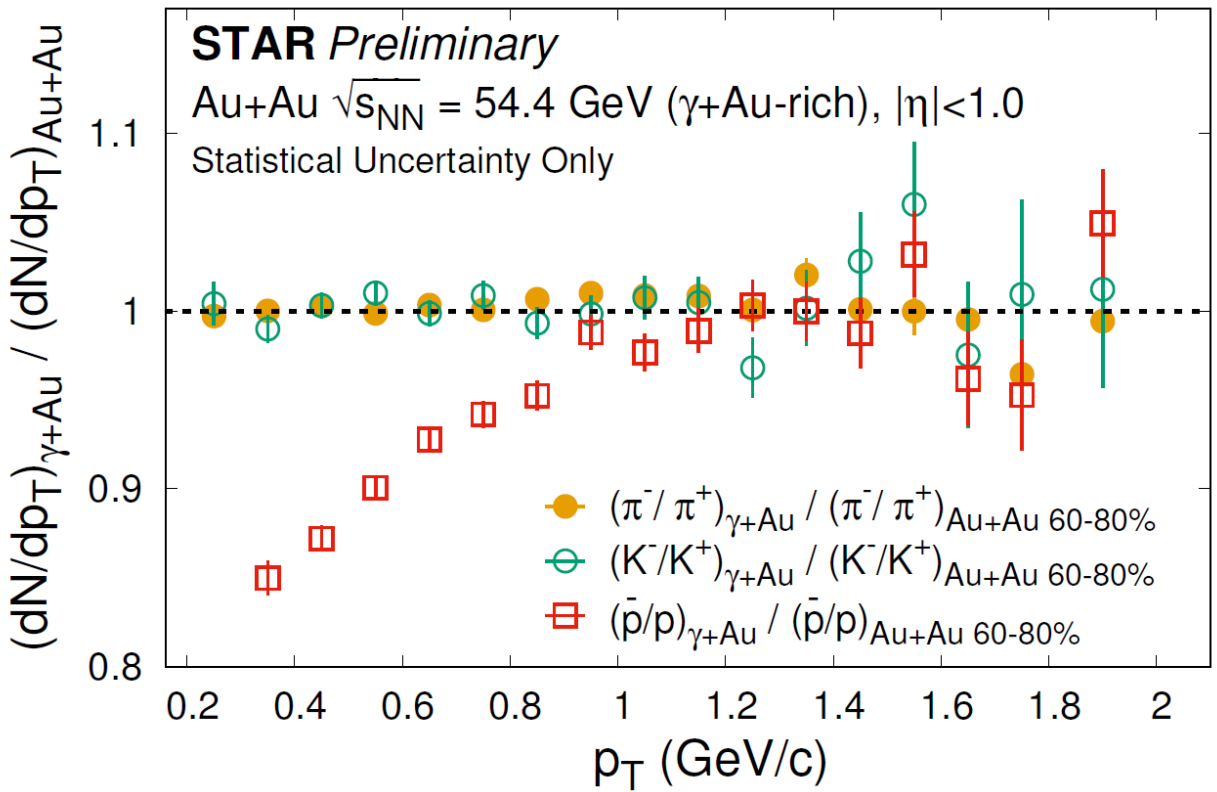 STAR Preliminary
Au+Au √sNN = 54.4 GeV (γ+Au-rich), |η|<1.0
Statistical Uncertainty Only
(dN/dpT)γ+Au / (dN/dpT)Au+Au
1.1
1
0.9
0.8
(π⁻/ π⁺)γ+Au / (π⁻/ π⁺)Au+Au 60-80%
(K⁻/K⁺)γ+Au / (K⁻/K⁺)Au+Au 60-80%
(p̄/p)γ+Au / (p̄/p)Au+Au 60-80%
0.2 0.4 0.6 0.8 1 1.2 1.4 1.6 1.8 2
pT (GeV/c)